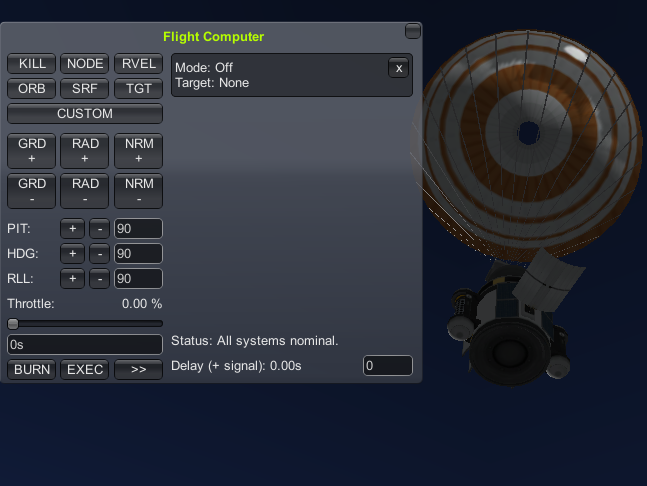 Flight Computer
KILL NODE RVEL
ORB SRF TGT
CUSTOM
GRD + RAD + NRM +
GRD - RAD - NRM -
PIT: + - 90
HDG: + - 90
RLL: + - 90
Throttle: 0.00 %
0s
BURN EXEC >>
Mode: Off x
Target: None
Status: All systems nominal.
Delay (+ signal): 0.00s 0